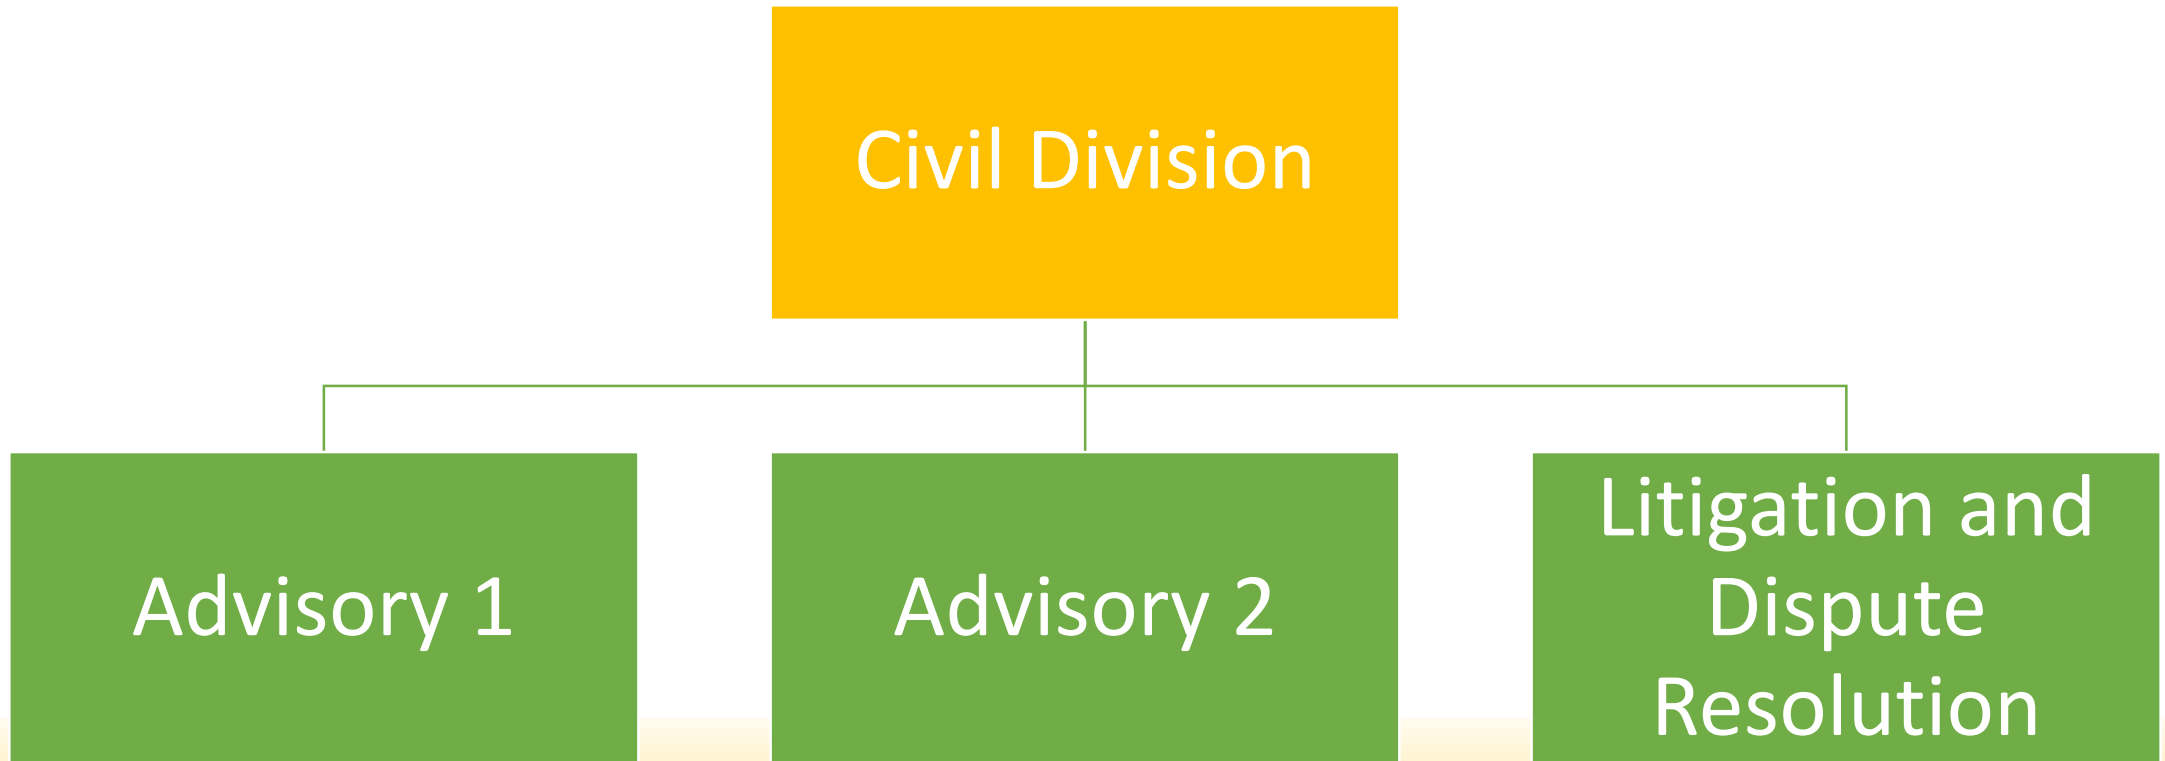 Civil Division
Advisory 1
Advisory 2
Litigation and
Dispute
Resolution